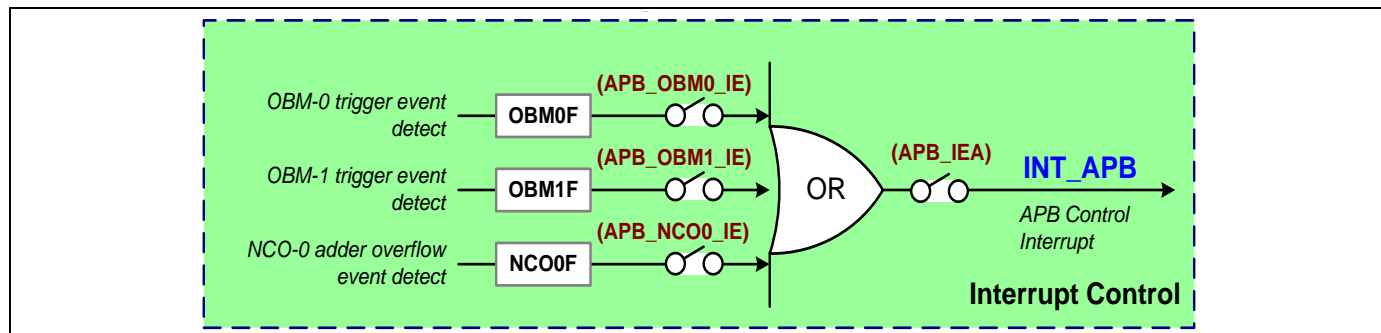 OBM-0 trigger event
detect
OBM0F
(APB_OBM0_IE)
OBM-1 trigger event
detect
OBM1F
(APB_OBM1_IE)
NCO-0 adder overflow
event detect
NCO0F
(APB_NCO0_IE)
OR
(APB_IEA)
INT_APB
APB Control
Interrupt
Interrupt Control